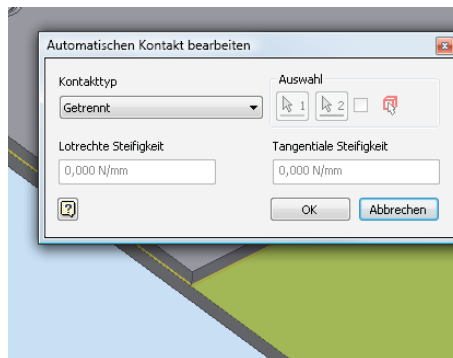 Automatischen Kontakt bearbeiten
Kontakttyp
Auswahl
Getrennt
1 2
Lotrechte Steifigkeit
Tangentiale Steifigkeit
0,000 N/mm
0,000 N/mm
?
OK
Abbrechen